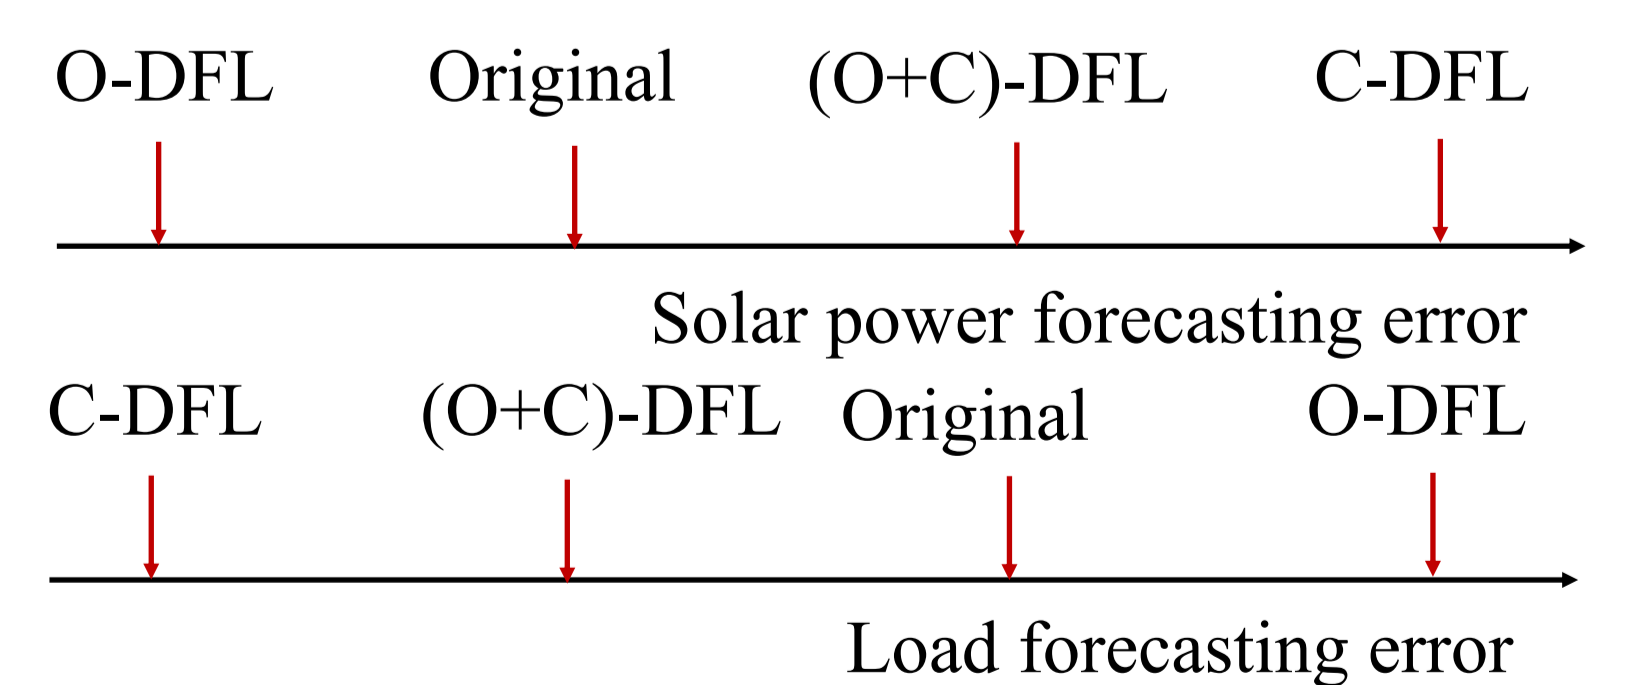 O-DFL Original (O+C)-DFL C-DFL
Solar power forecasting error
C-DFL (O+C)-DFL Original O-DFL
Load forecasting error